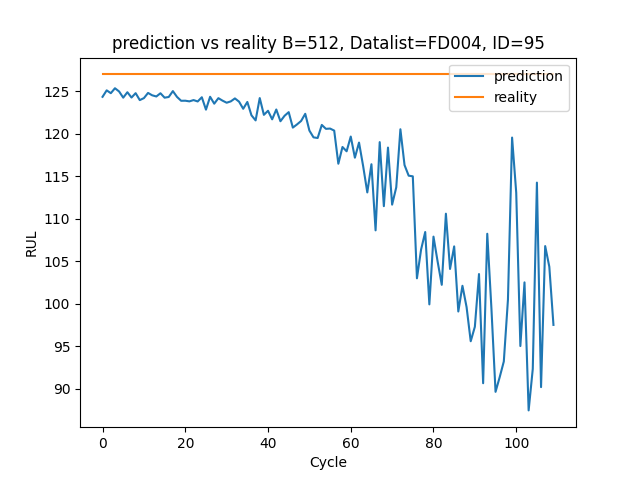 prediction vs reality B=512, Datalist=FD004, ID=95
prediction
reality
125
120
115
110
105
100
95
90
RUL
0 20 40 60 80 100
Cycle